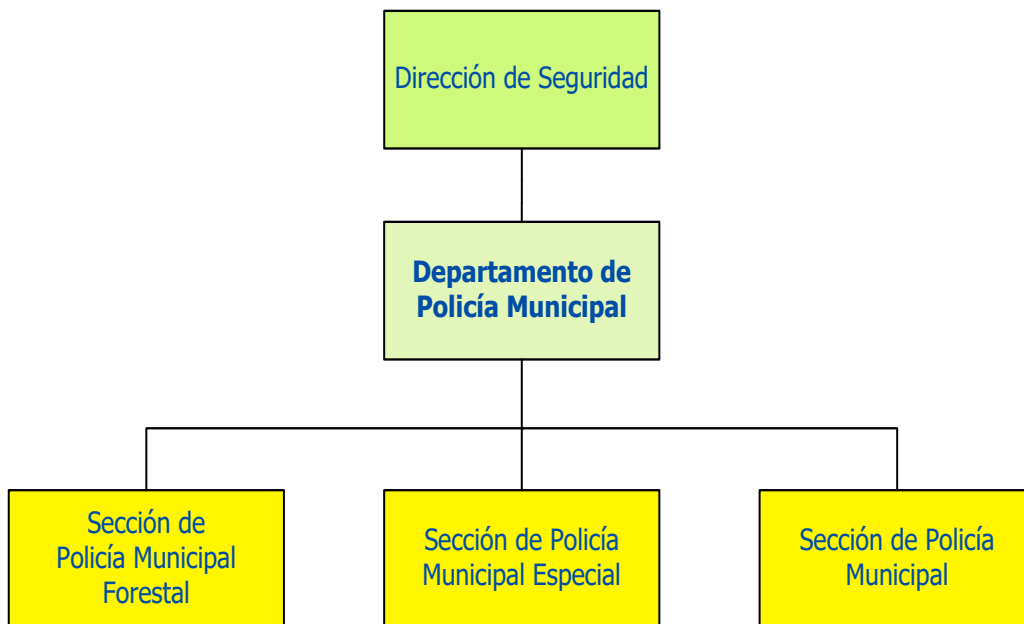 Dirección de Seguridad
Departamento de
Policía Municipal
Sección de
Policía Municipal
Forestal
Sección de Policía
Municipal Especial
Sección de Policía
Municipal